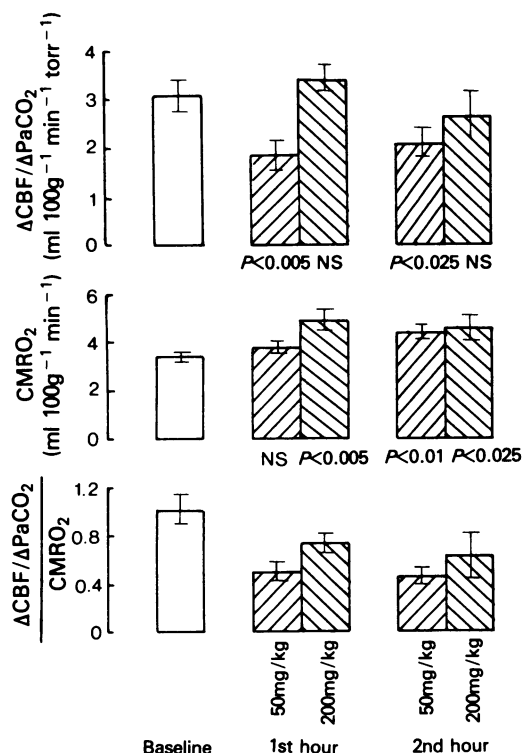 ΔCBF/ΔPaCO₂
(ml 100g⁻¹ min⁻¹ torr⁻¹)
4
3
2
1
0
P<0.005 NS
P<0.025 NS
CMRO₂
(ml 100g⁻¹ min⁻¹)
6
4
2
0
NS P<0.005
P<0.01 P<0.025
ΔCBF/ΔPaCO₂
CMRO₂
1.2
0.8
0.4
0
50mg/kg
200mg/kg
50mg/kg
200mg/kg
Baseline
1st hour
2nd hour